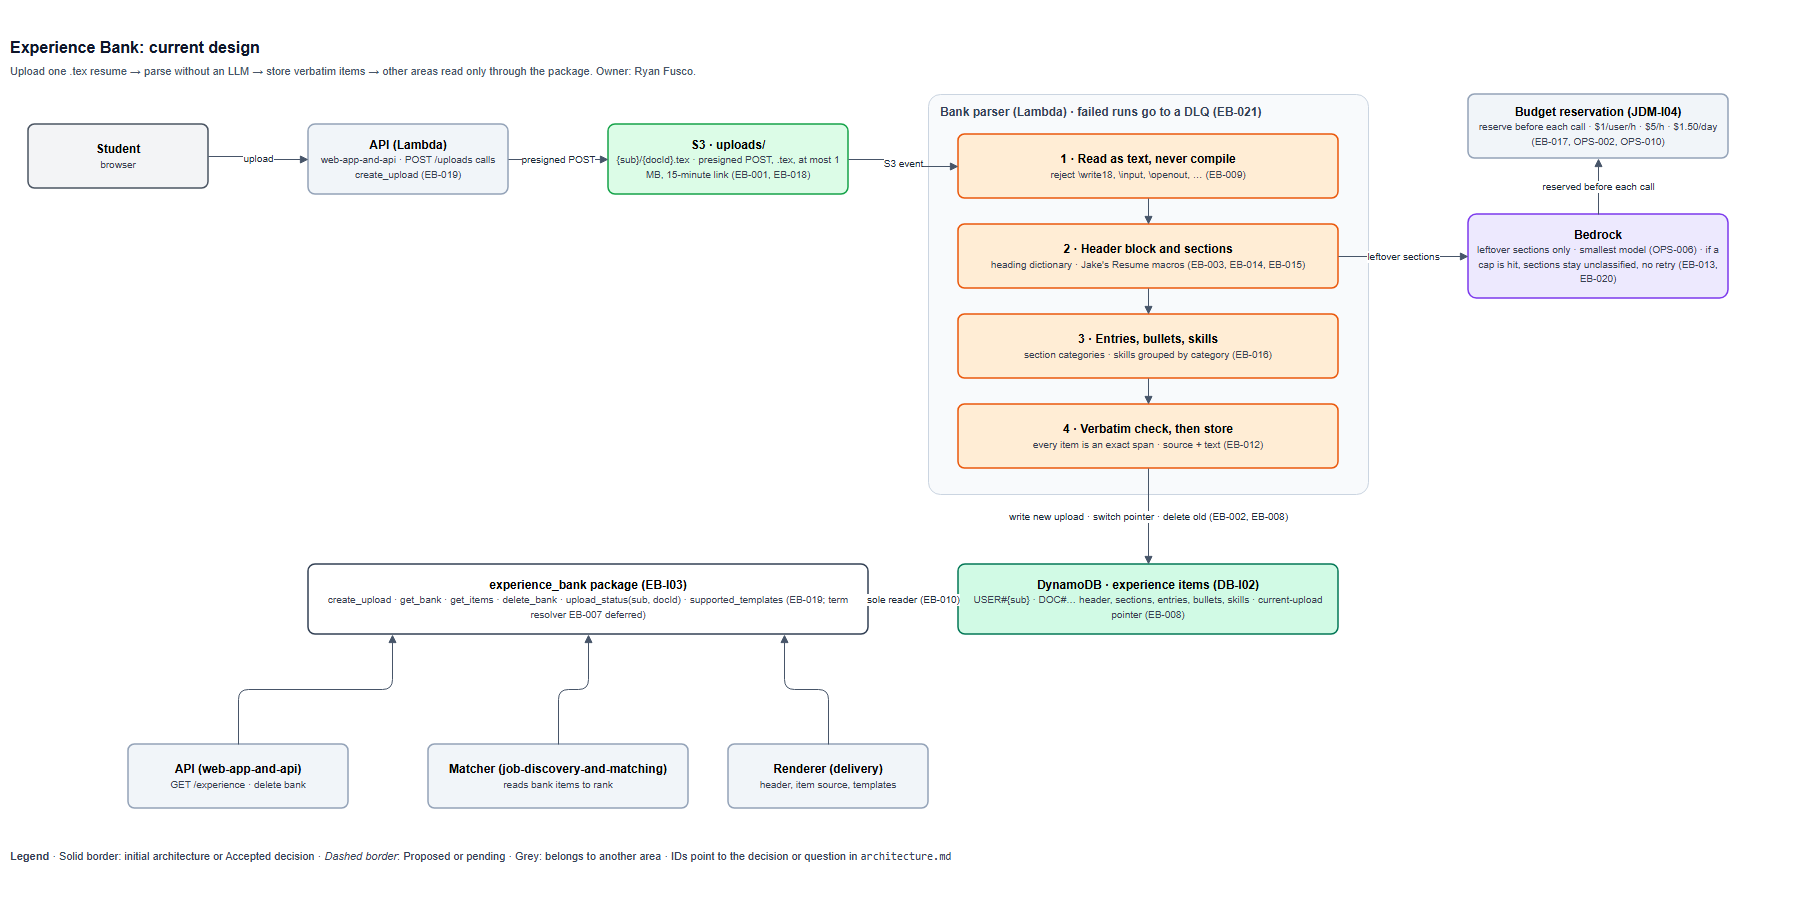 Experience Bank: current design
Upload one .tex resume → parse without an LLM → store verbatim items → other areas read only through the package. Owner: Ryan Fusco.
Student
browser
upload
API (Lambda)
web-app-and-api · POST /uploads calls
create_upload (EB-019)
presigned POST
S3 · uploads/
{sub}/{docId}.tex · presigned POST, .tex, at most 1
MB, 15-minute link (EB-001, EB-018)
S3 event
Bank parser (Lambda) · failed runs go to a DLQ (EB-021)
1 · Read as text, never compile
reject \write18, \input, \openout, … (EB-009)
2 · Header block and sections
heading dictionary · Jake's Resume macros (EB-003, EB-014, EB-015)
3 · Entries, bullets, skills
section categories · skills grouped by category (EB-016)
4 · Verbatim check, then store
every item is an exact span · source + text (EB-012)
leftover sections
Budget reservation (JDM-I04)
reserve before each call · $1/user/h · $5/h · $1.50/day
(EB-017, OPS-002, OPS-010)
reserved before each call
Bedrock
leftover sections only · smallest model (OPS-006) · if a
cap is hit, sections stay unclassified, no retry (EB-013,
EB-020)
write new upload · switch pointer · delete old (EB-002, EB-008)
experience_bank package (EB-I03)
create_upload · get_bank · get_items · delete_bank · upload_status(sub, docId) · supported_templates (EB-019; term
resolver EB-007 deferred)
sole reader (EB-010)
DynamoDB · experience items (DB-I02)
USER#{sub} · DOC#… header, sections, entries, bullets, skills · current-upload
pointer (EB-008)
API (web-app-and-api)
GET /experience · delete bank
Matcher (job-discovery-and-matching)
reads bank items to rank
Renderer (delivery)
header, item source, templates
Legend · Solid border: initial architecture or Accepted decision · Dashed border: Proposed or pending · Grey: belongs to another area · IDs point to the decision or question in architecture.md